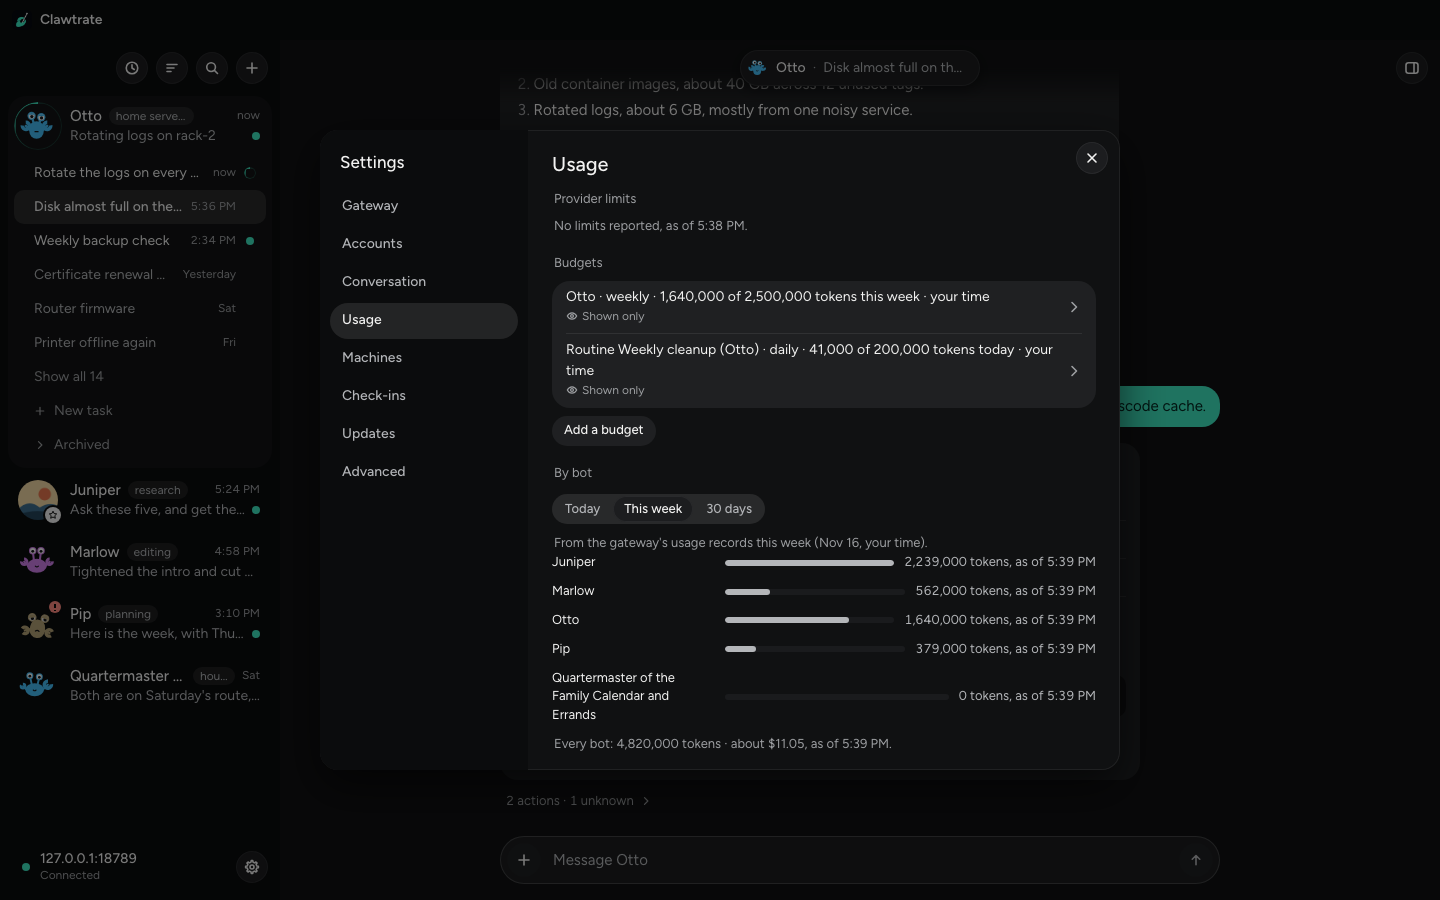 Clawtrate
Otto home serve... now
Rotating logs on rack-2
Rotate the logs on every ... now
Disk almost full on the... 5:36 PM
Weekly backup check 2:34 PM
Certificate renewal ... Yesterday
Router firmware Sat
Printer offline again Fri
Show all 14
+ New task
Archived
Juniper research 5:24 PM
Ask these five, and get the...
Marlow editing 4:58 PM
Tightened the intro and cut ...
Pip planning 3:10 PM
Here is the week, with Thu...
Quartermaster ... hou... Sat
Both are on Saturday's route,...
127.0.0.1:18789
Connected
Otto · Disk almost full on th...
2. Old container images, about 40 GB across 12 unused tags.
3. Rotated logs, about 6 GB, mostly from one noisy service.
scode cache.
Settings
Gateway
Accounts
Conversation
Usage
Machines
Check-ins
Updates
Advanced
Usage
Provider limits
No limits reported, as of 5:38 PM.
Budgets
Otto · weekly · 1,640,000 of 2,500,000 tokens this week · your time
Shown only
Routine Weekly cleanup (Otto) · daily · 41,000 of 200,000 tokens today · your
time
Shown only
Add a budget
By bot
Today This week 30 days
From the gateway's usage records this week (Nov 16, your time).
Juniper 2,239,000 tokens, as of 5:39 PM
Marlow 562,000 tokens, as of 5:39 PM
Otto 1,640,000 tokens, as of 5:39 PM
Pip 379,000 tokens, as of 5:39 PM
Quartermaster of the
Family Calendar and
Errands
0 tokens, as of 5:39 PM
Every bot: 4,820,000 tokens · about $11.05, as of 5:39 PM.
2 actions · 1 unknown
Message Otto